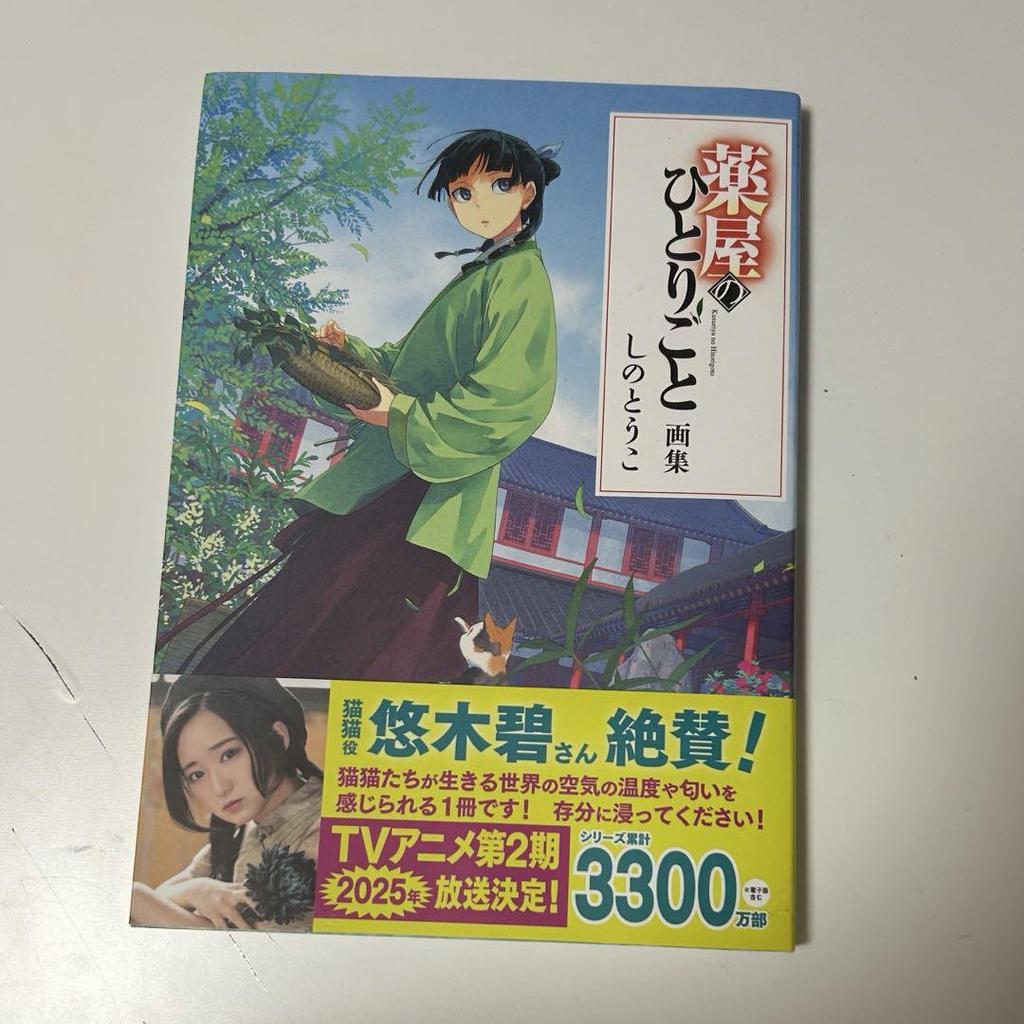 薬屋の
ひとりごと
Kusuriya no Hitorigoto
画集
しのとうこ
猫猫役
悠木碧さん 絶賛!
猫猫たちが生きる世界の空気の温度や匂いを
感じられる1冊です! 存分に浸ってください!
TVアニメ第2期
2025年 放送決定!
シリーズ累計
3300万部
※電子版
含む